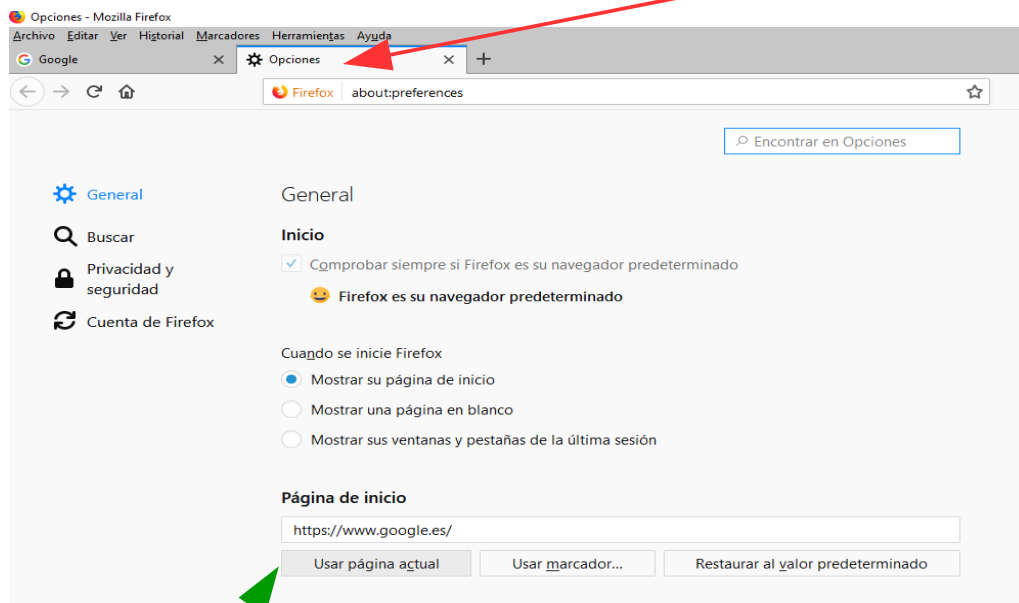 Opciones - Mozilla Firefox
Archivo Editar Ver Historial Marcadores Herramientas Ayuda
Google Opciones
Firefox about:preferences
Encontrar en Opciones
General
General
Buscar
Inicio
Privacidad y
seguridad
Comprobar siempre si Firefox es su navegador predeterminado
Firefox es su navegador predeterminado
Cuenta de Firefox
Cuando se inicie Firefox
Mostrar su página de inicio
Mostrar una página en blanco
Mostrar sus ventanas y pestañas de la última sesión
Página de inicio
https://www.google.es/
Usar página actual Usar marcador... Restaurar al valor predeterminado